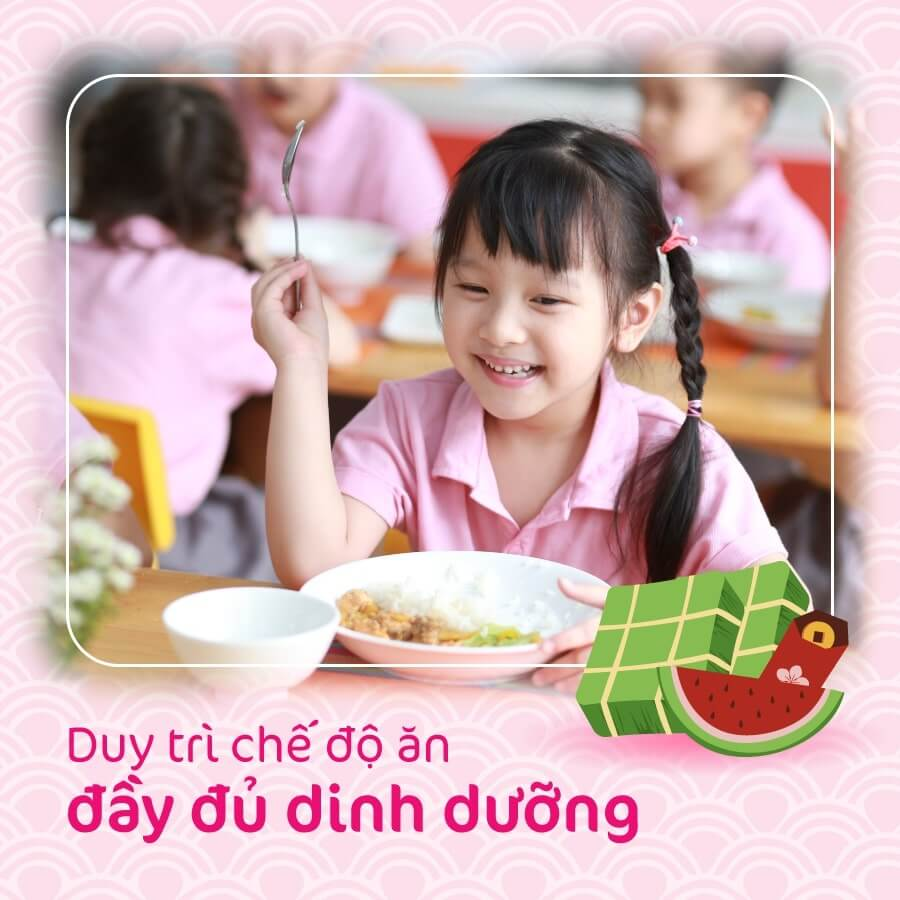 Duy trì chế độ ăn
đầy đủ dinh dưỡng